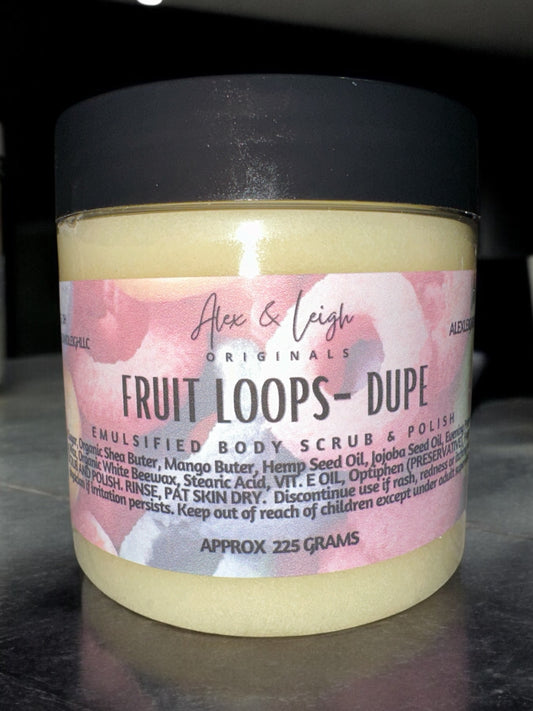 Alex & Leigh
ORIGINALS
FRUIT LOOPS- DUPE
EMULSIFIED BODY SCRUB & POLISH
Organic Shea Buter, Mango Buter, Hemp Seed Oil, Jojoba Seed Oil, Evening
Organic White Beewax, Stearic Acid, VIT. E OIL, Optiphen (PRESERVATIVE
AND POLISH. RINSE, PAT SKIN DRY. Discontinue use if rash, redness or
if irritation persists. Keep out of reach of children except under adult
APPROX 225 GRAMS